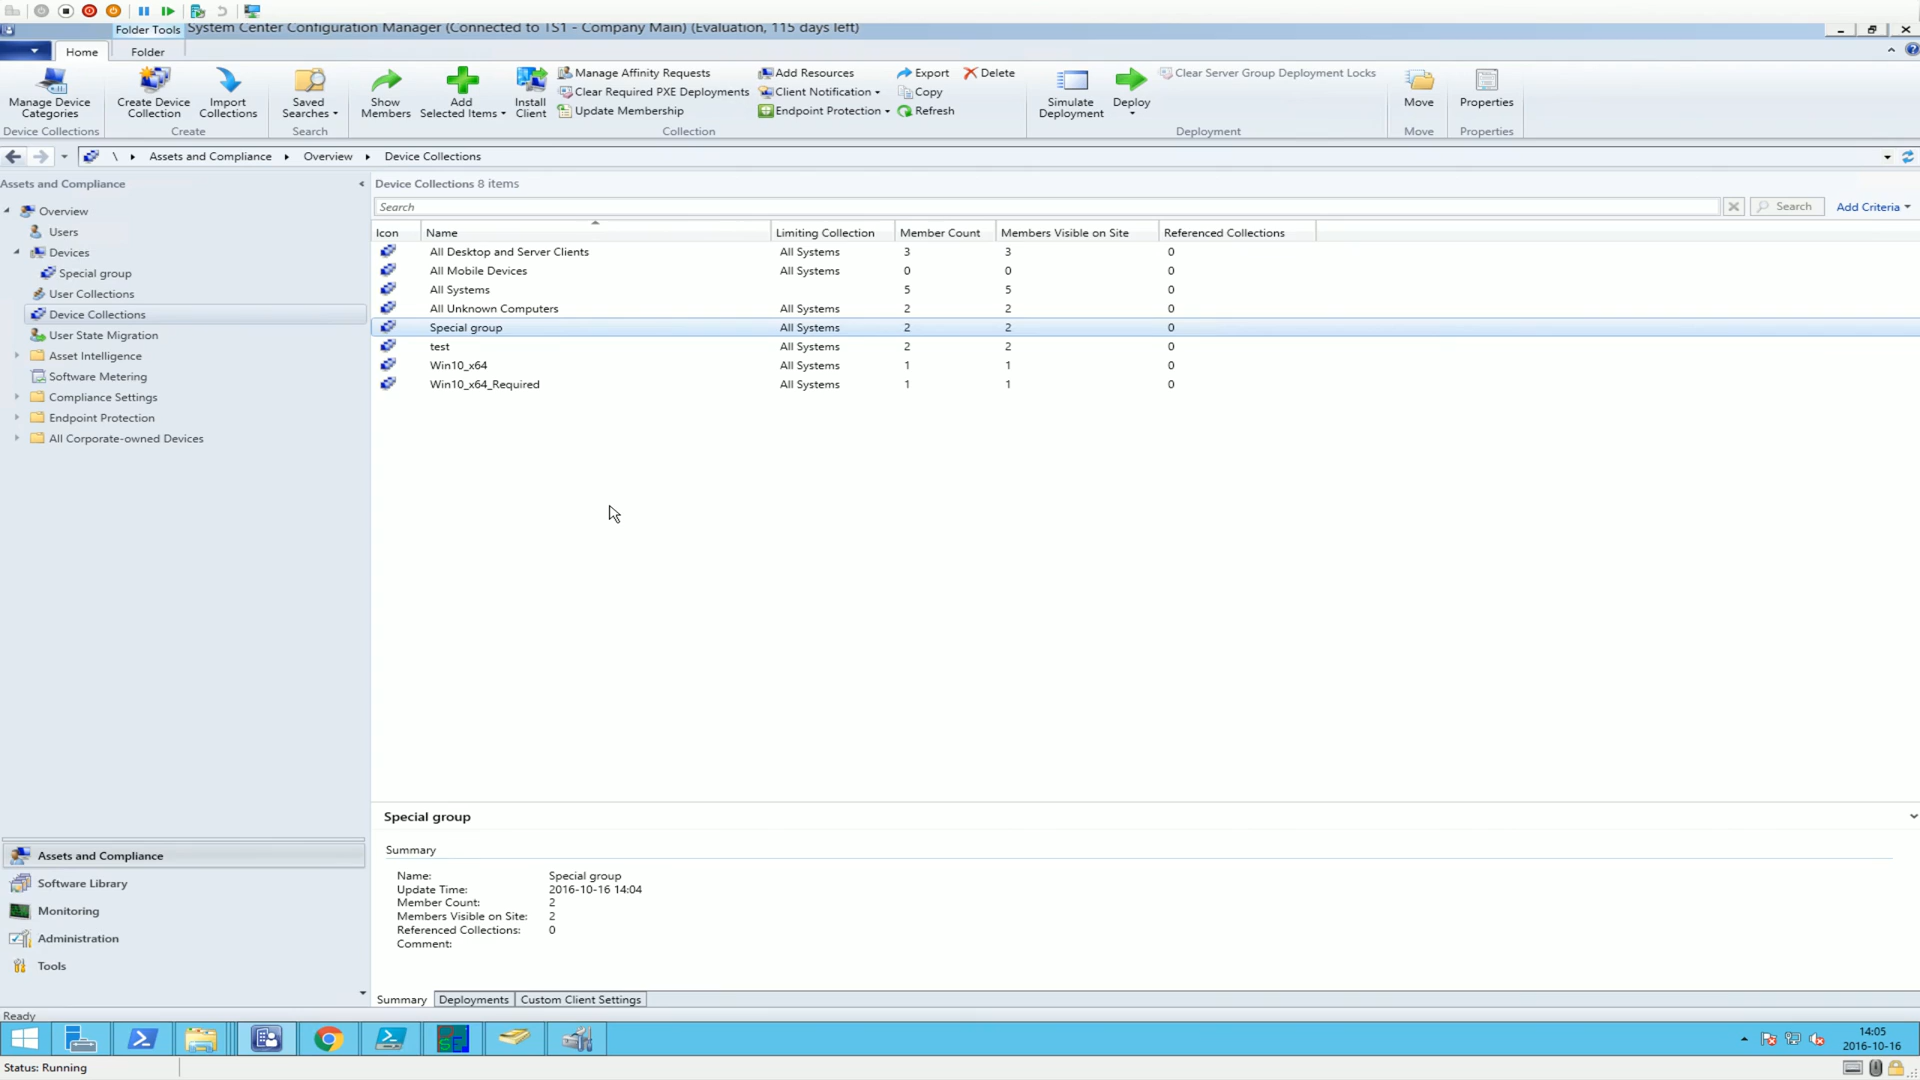 Folder Tools System Center Configuration Manager (Connected to TS1 - Company Main) (Evaluation, 115 days left)
Home Folder
Manage Device Categories
Create Device Collection
Import Collections
Saved Searches
Show Members
Add Selected Items
Install Client
Manage Affinity Requests
Clear Required PXE Deployments
Update Membership
Add Resources
Client Notification
Endpoint Protection
Export
Copy
Refresh
Delete
Simulate Deployment
Deploy
Clear Server Group Deployment Locks
Move
Properties
Device Collections Create Search Collection Deployment Move Properties
\ Assets and Compliance Overview Device Collections
Assets and Compliance
Overview
Users
Devices
Special group
User Collections
Device Collections
User State Migration
Asset Intelligence
Software Metering
Compliance Settings
Endpoint Protection
All Corporate-owned Devices
Assets and Compliance
Software Library
Monitoring
Administration
Tools
Device Collections 8 items
Search Search Add Criteria
Icon Name Limiting Collection Member Count Members Visible on Site Referenced Collections
All Desktop and Server Clients All Systems 3 3 0
All Mobile Devices All Systems 0 0 0
All Systems 5 5 0
All Unknown Computers All Systems 2 2 0
Special group All Systems 2 2 0
test All Systems 2 2 0
Win10_x64 All Systems 1 1 0
Win10_x64_Required All Systems 1 1 0
Special group
Summary
Name: Special group
Update Time: 2016-10-16 14:04
Member Count: 2
Members Visible on Site: 2
Referenced Collections: 0
Comment:
Summary Deployments Custom Client Settings
Ready
14:05
2016-10-16
Status: Running